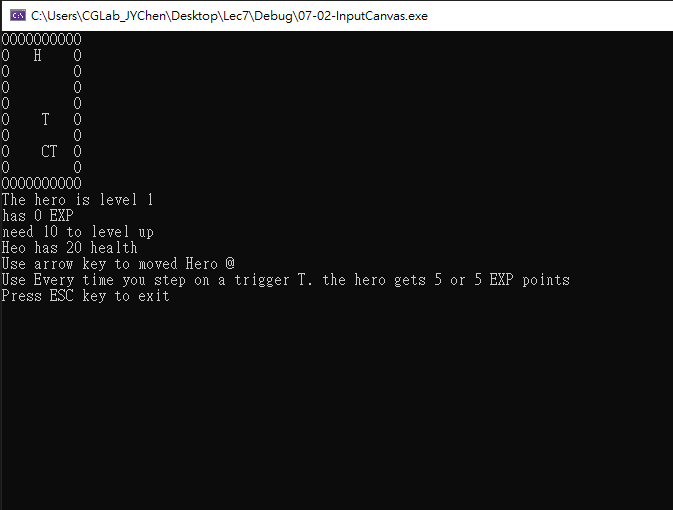 C:\Users\CGLab_JYChen\Desktop\Lec7\Debug\07-02-InputCanvas.exe
0000000000
0   H    0
0        0
0        0
0        0
0    T   0
0        0
0    CT  0
0        0
0000000000
The hero is level 1
has 0 EXP
need 10 to level up
Heo has 20 health
Use arrow key to moved Hero @
Use Every time you step on a trigger T. the hero gets 5 or 5 EXP points
Press ESC key to exit